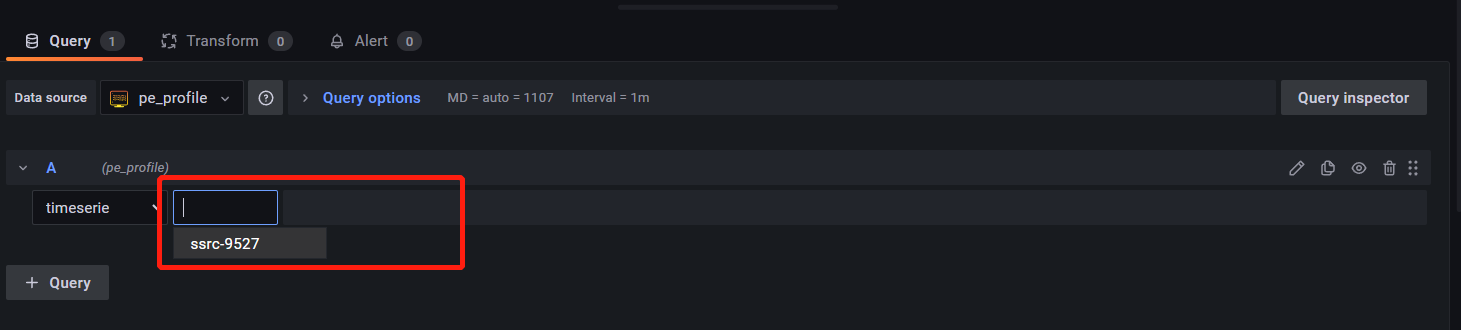 Query 1 Transform 0 Alert 0
Data source pe_profile Query options MD = auto = 1107 Interval = 1m Query inspector
A (pe_profile)
timeserie
ssrc-9527
+ Query